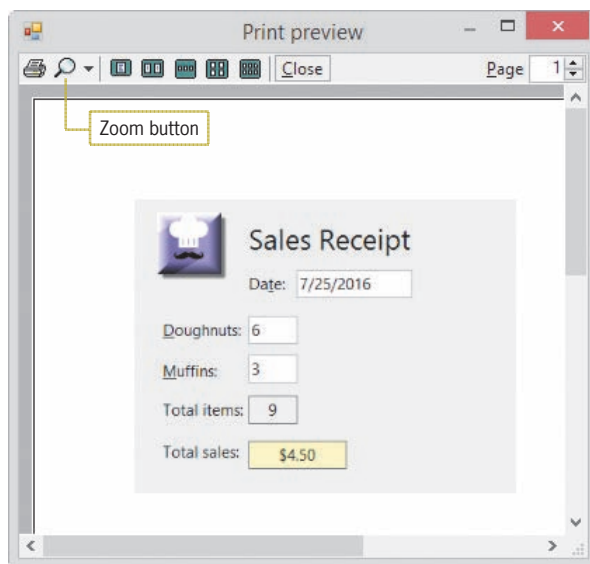 Print preview
Close Page 1
Zoom button
Sales Receipt
Date: 7/25/2016
Doughnuts: 6
Muffins: 3
Total items: 9
Total sales: $4.50